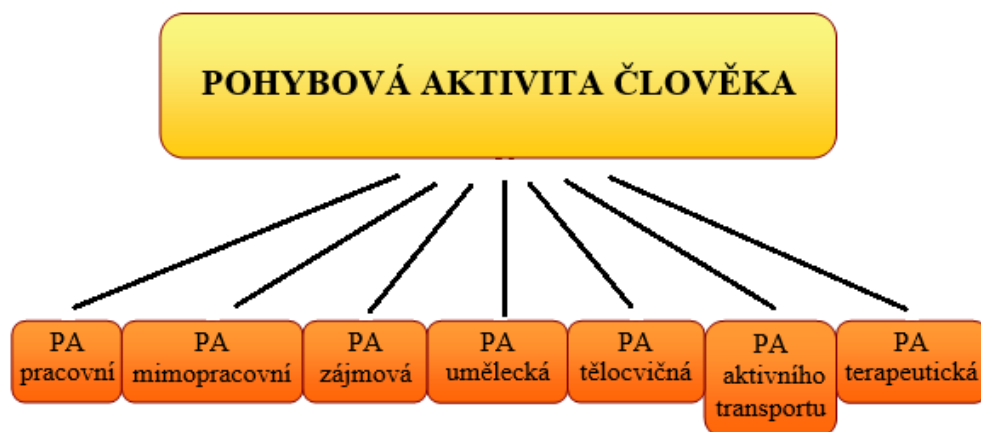 POHYBOVÁ AKTIVITA ČLOVĚKA
PA
pracovní
PA
mimopracovní
PA
zájmová
PA
umělecká
PA
tělocvičná
PA
aktivního
transportu
PA
terapeutická